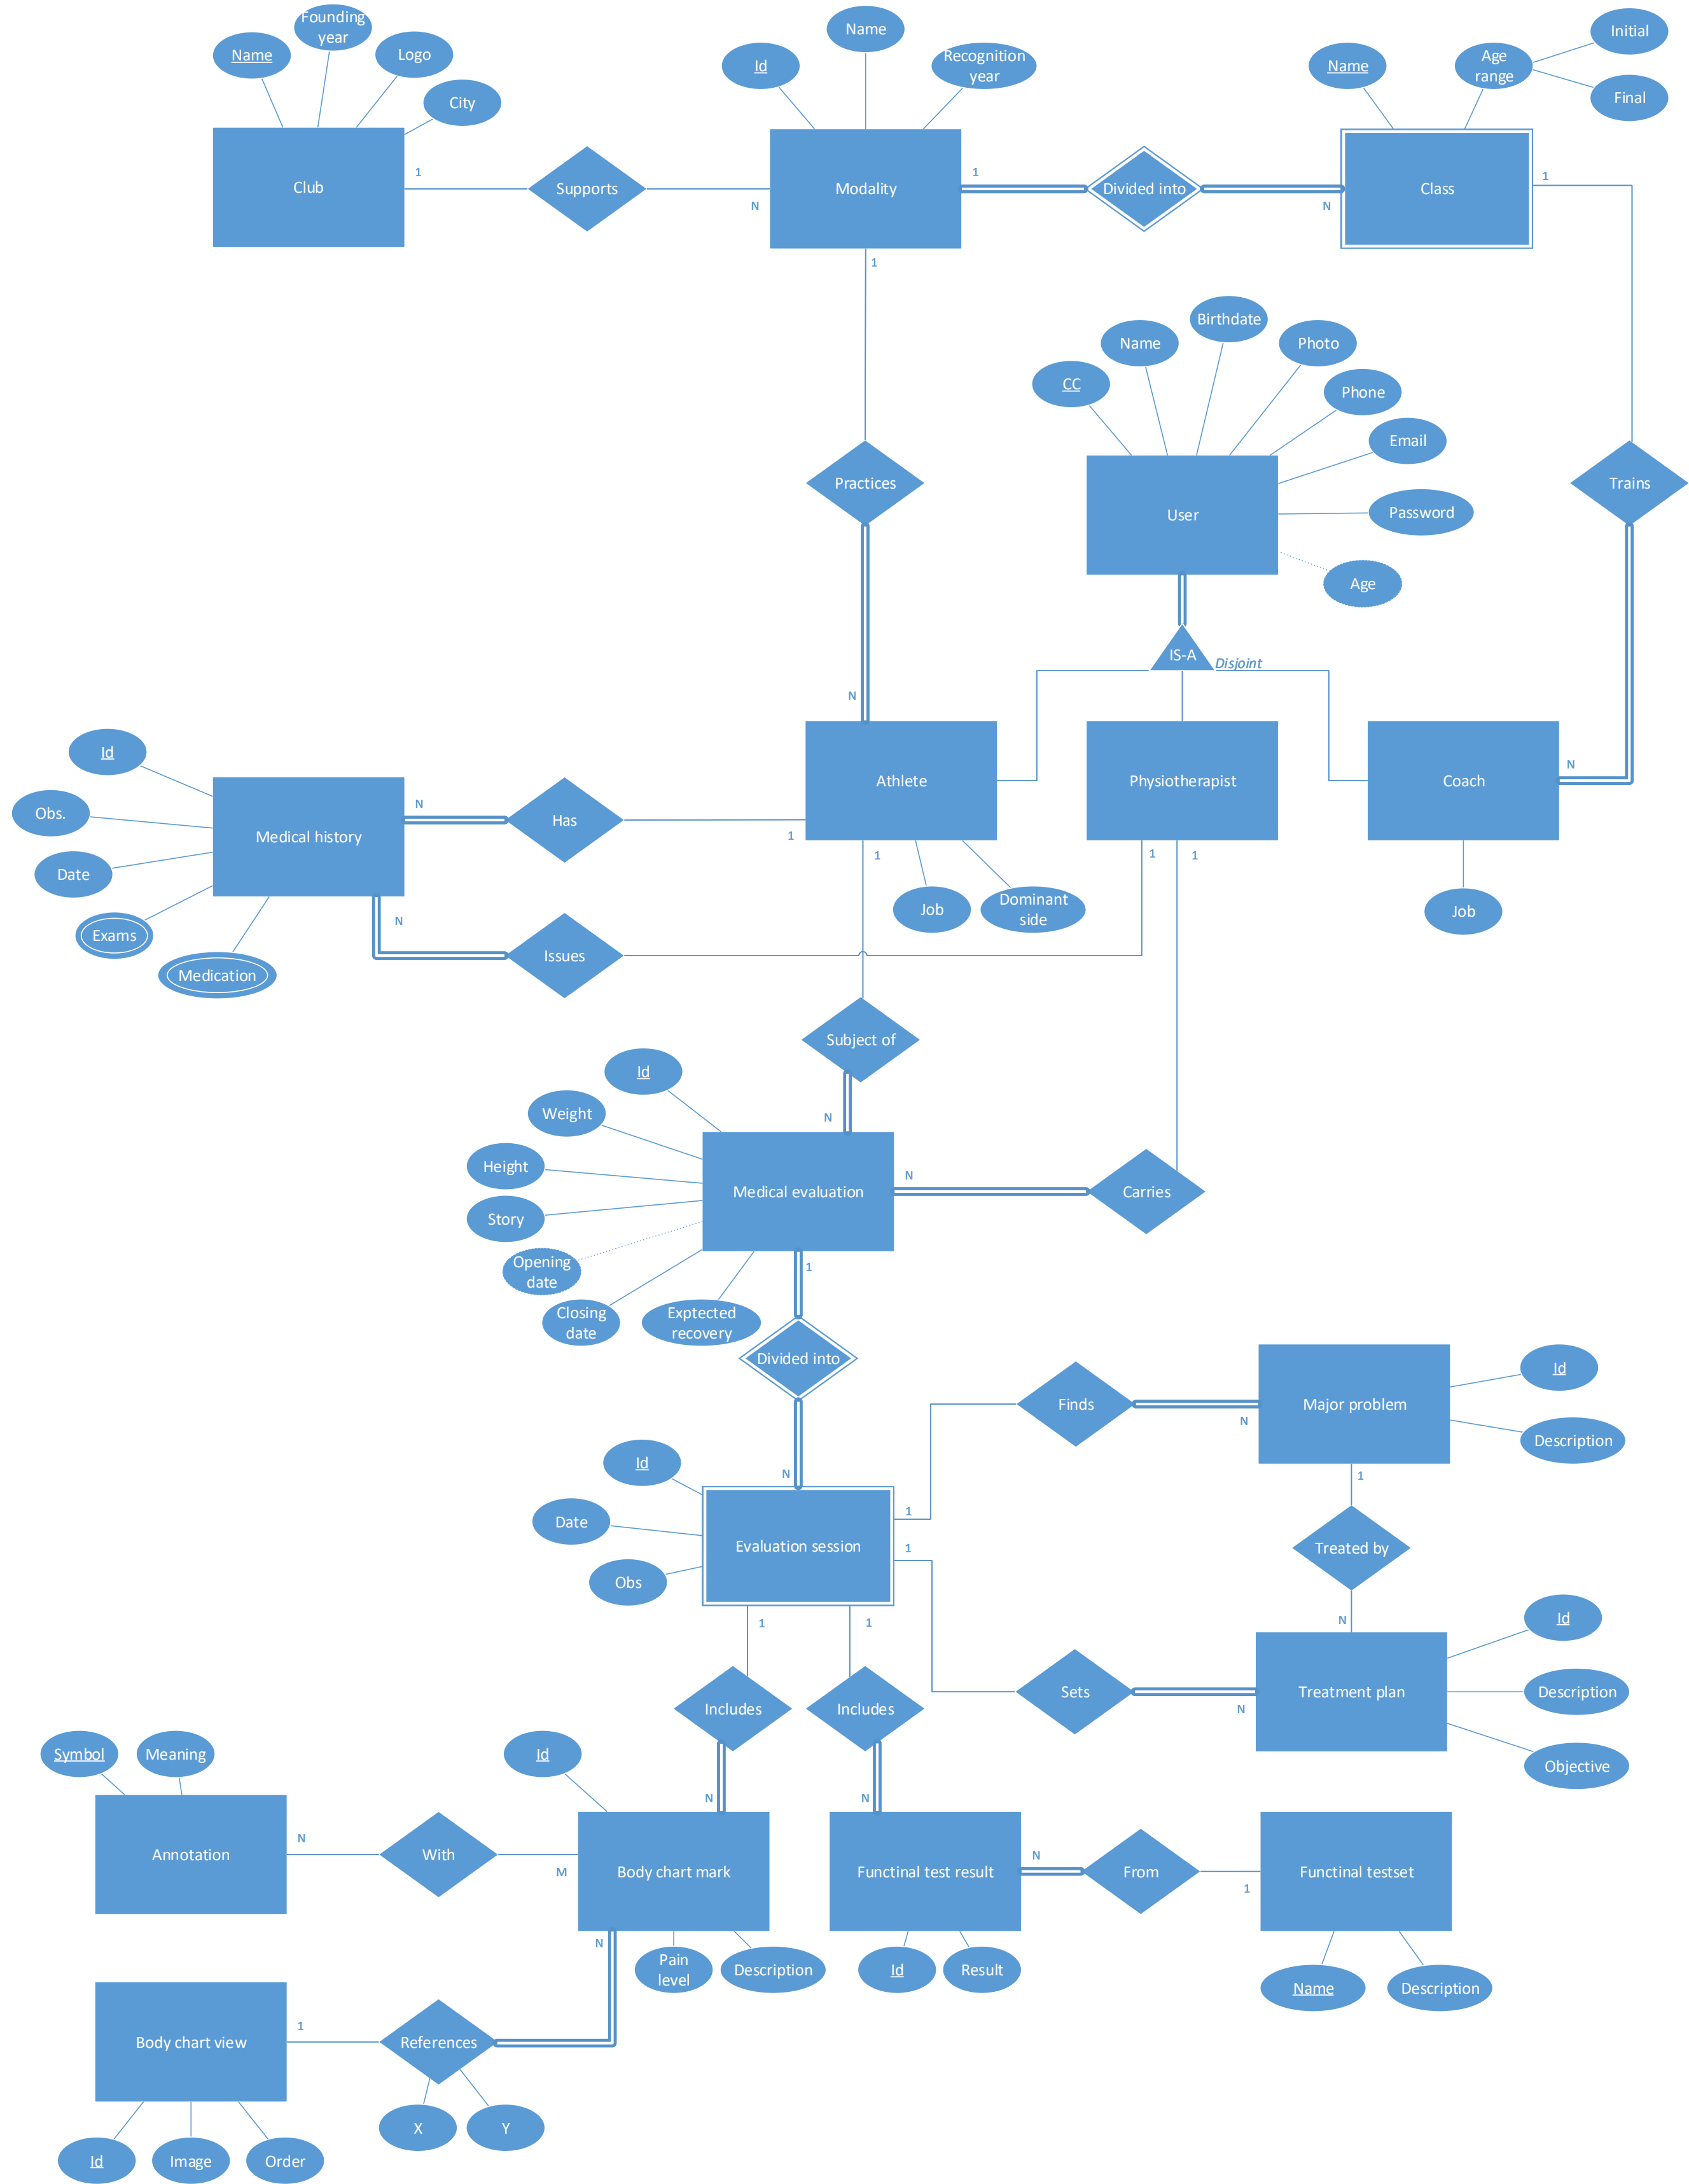 Founding
year
Name
Logo
City
Club
1
Supports
N
Id
Name
Recognition
year
Modality
1
Divided into
N
Name
Age
range
Initial
Final
Class
1
1
Practices
N
CC
Name
Birthdate
Photo
Phone
Email
Password
Age
User
IS-A
Disjoint
Trains
N
Id
Obs.
Date
Exams
Medication
Medical history
N
Has
1
N
Issues
Athlete
1
Job
Dominant
side
Physiotherapist
1
1
Coach
Job
Subject of
N
Id
Weight
Height
Story
Opening
date
Closing
date
Exptected
recovery
Medical evaluation
N
Carries
1
Divided into
N
Id
Date
Obs
Evaluation session
1
1
1
1
Finds
N
Major problem
Id
Description
1
Treated by
N
Sets
N
Treatment plan
Id
Description
Objective
Includes
N
Includes
N
Symbol
Meaning
Annotation
N
With
M
Id
Body chart mark
N
Pain
level
Description
Functinal test result
Id
Result
N
From
1
Functinal testset
Name
Description
Body chart view
1
References
X
Y
Id
Image
Order